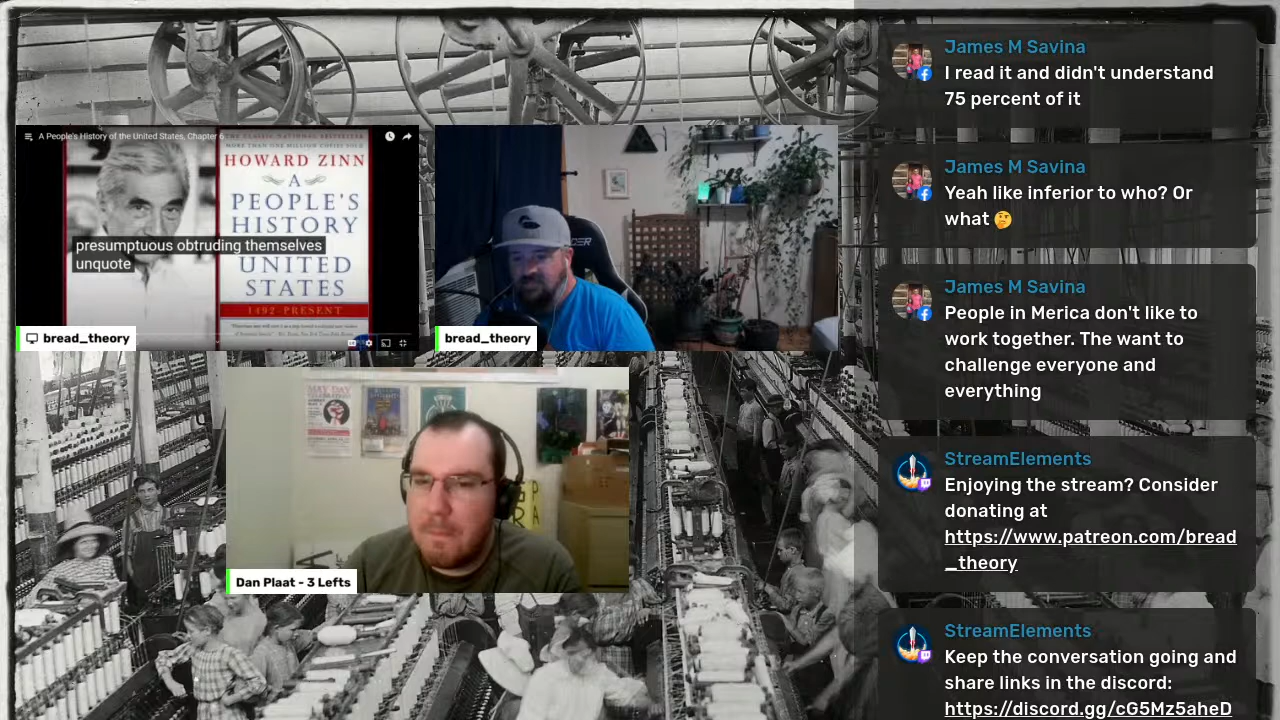 A People's History of the United States, Chapter 6
THE CLASSIC NATIONAL BESTSELLER
HOWARD ZINN
A
PEOPLE'S
HISTORY
UNITED
STATES
1492-PRESENT
presumptuous obtruding themselves
unquote
bread_theory
bread_theory
MAY DAY
Dan Plaat - 3 Lefts
James M Savina
I read it and didn't understand
75 percent of it
James M Savina
Yeah like inferior to who? Or
what 🤔
James M Savina
People in Merica don't like to
work together. The want to
challenge everyone and
everything
StreamElements
Enjoying the stream? Consider
donating at
https://www.patreon.com/bread
_theory
StreamElements
Keep the conversation going and
share links in the discord:
https://discord.gg/cG5Mz5aheD